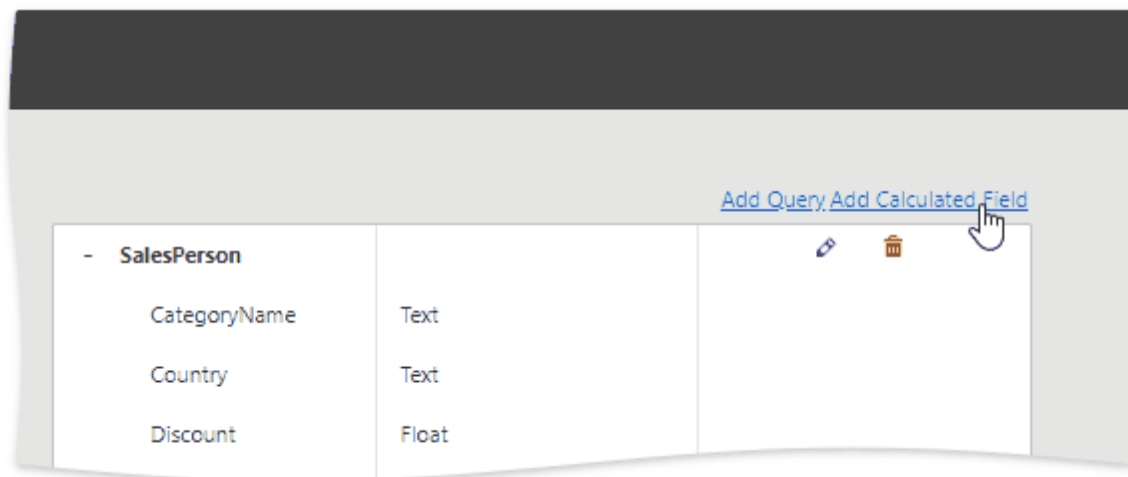 Add Query Add Calculated Field
- SalesPerson
CategoryName Text
Country Text
Discount Float